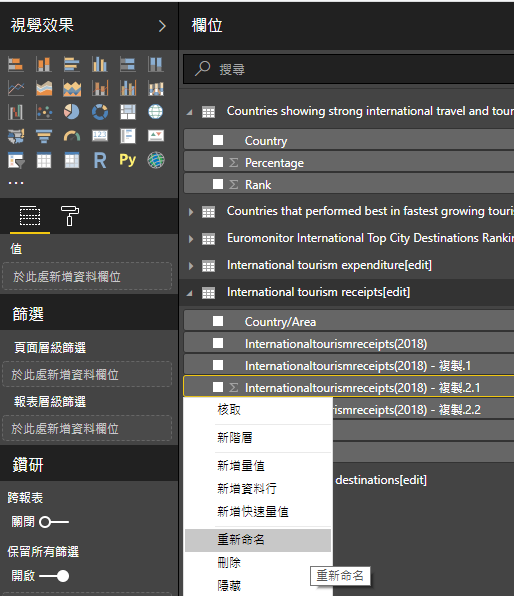 視覺效果
R
Py
值
於此處新增資料欄位
篩選
頁面層級篩選
於此處新增資料欄位
報表層級篩選
於此處新增資料欄位
鑽研
跨報表
關閉
保留所有篩選
開啟
欄位
搜尋
Countries showing strong international travel and tour
Country
Percentage
Rank
Countries that performed best in fastest growing touris
Euromonitor International Top City Destinations Rankin
International tourism expenditure[edit]
International tourism receipts[edit]
Country/Area
Internationaltourismreceipts(2018)
Internationaltourismreceipts(2018) - 複製.1
Internationaltourismreceipts(2018) - 複製.2.1
urismreceipts(2018) - 複製.2.2
destinations[edit]
核取
新階層
新增量值
新增資料行
新增快速量值
重新命名
刪除
隱藏
重新命名